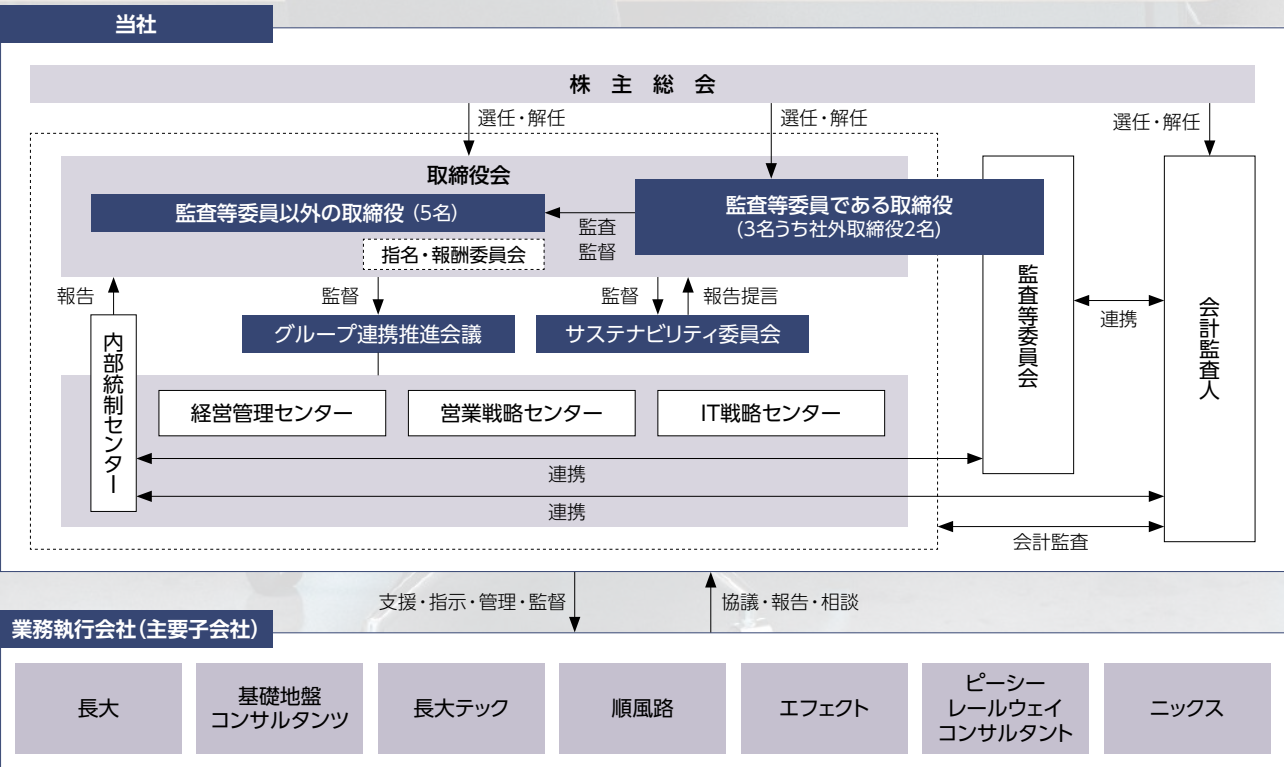 当社
株主総会
選任・解任
選任・解任
選任・解任
取締役会
監査等委員以外の取締役（5名）
監査
監督
監査等委員である取締役
(3名うち社外取締役2名)
指名・報酬委員会
報告
監督
監督
報告提言
グループ連携推進会議
サステナビリティ委員会
監査等委員会
連携
会計監査人
内部統制センター
経営管理センター
営業戦略センター
IT戦略センター
連携
連携
会計監査
支援・指示・管理・監督
協議・報告・相談
業務執行会社（主要子会社）
長大
基礎地盤
コンサルタンツ
長大テック
順風路
エフェクト
ピーシー
レールウェイ
コンサルタント
ニックス